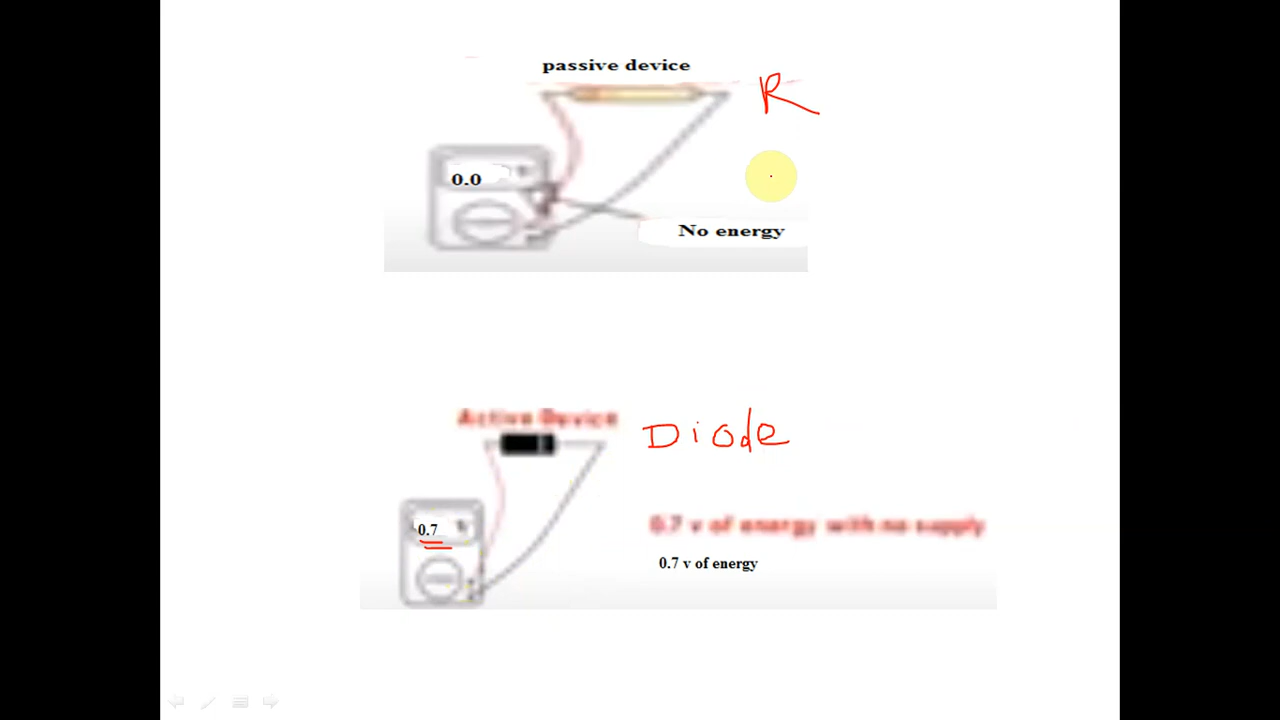 passive device
R
0.0 v
No energy
Active Device
Diode
0.7 v
0.7 v of energy with no supply
0.7 v of energy